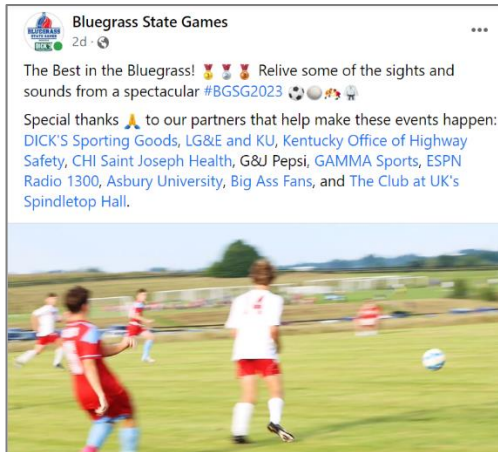 Bluegrass State Games
2d ·
The Best in the Bluegrass! 🏅 🥈 🥉 Relive some of the sights and
sounds from a spectacular #BGSG2023 ⚽⚪🏇🥋
Special thanks 🙏 to our partners that help make these events happen:
DICK'S Sporting Goods, LG&E and KU, Kentucky Office of Highway
Safety, CHI Saint Joseph Health, G&J Pepsi, GAMMA Sports, ESPN
Radio 1300, Asbury University, Big Ass Fans, and The Club at UK's
Spindletop Hall.